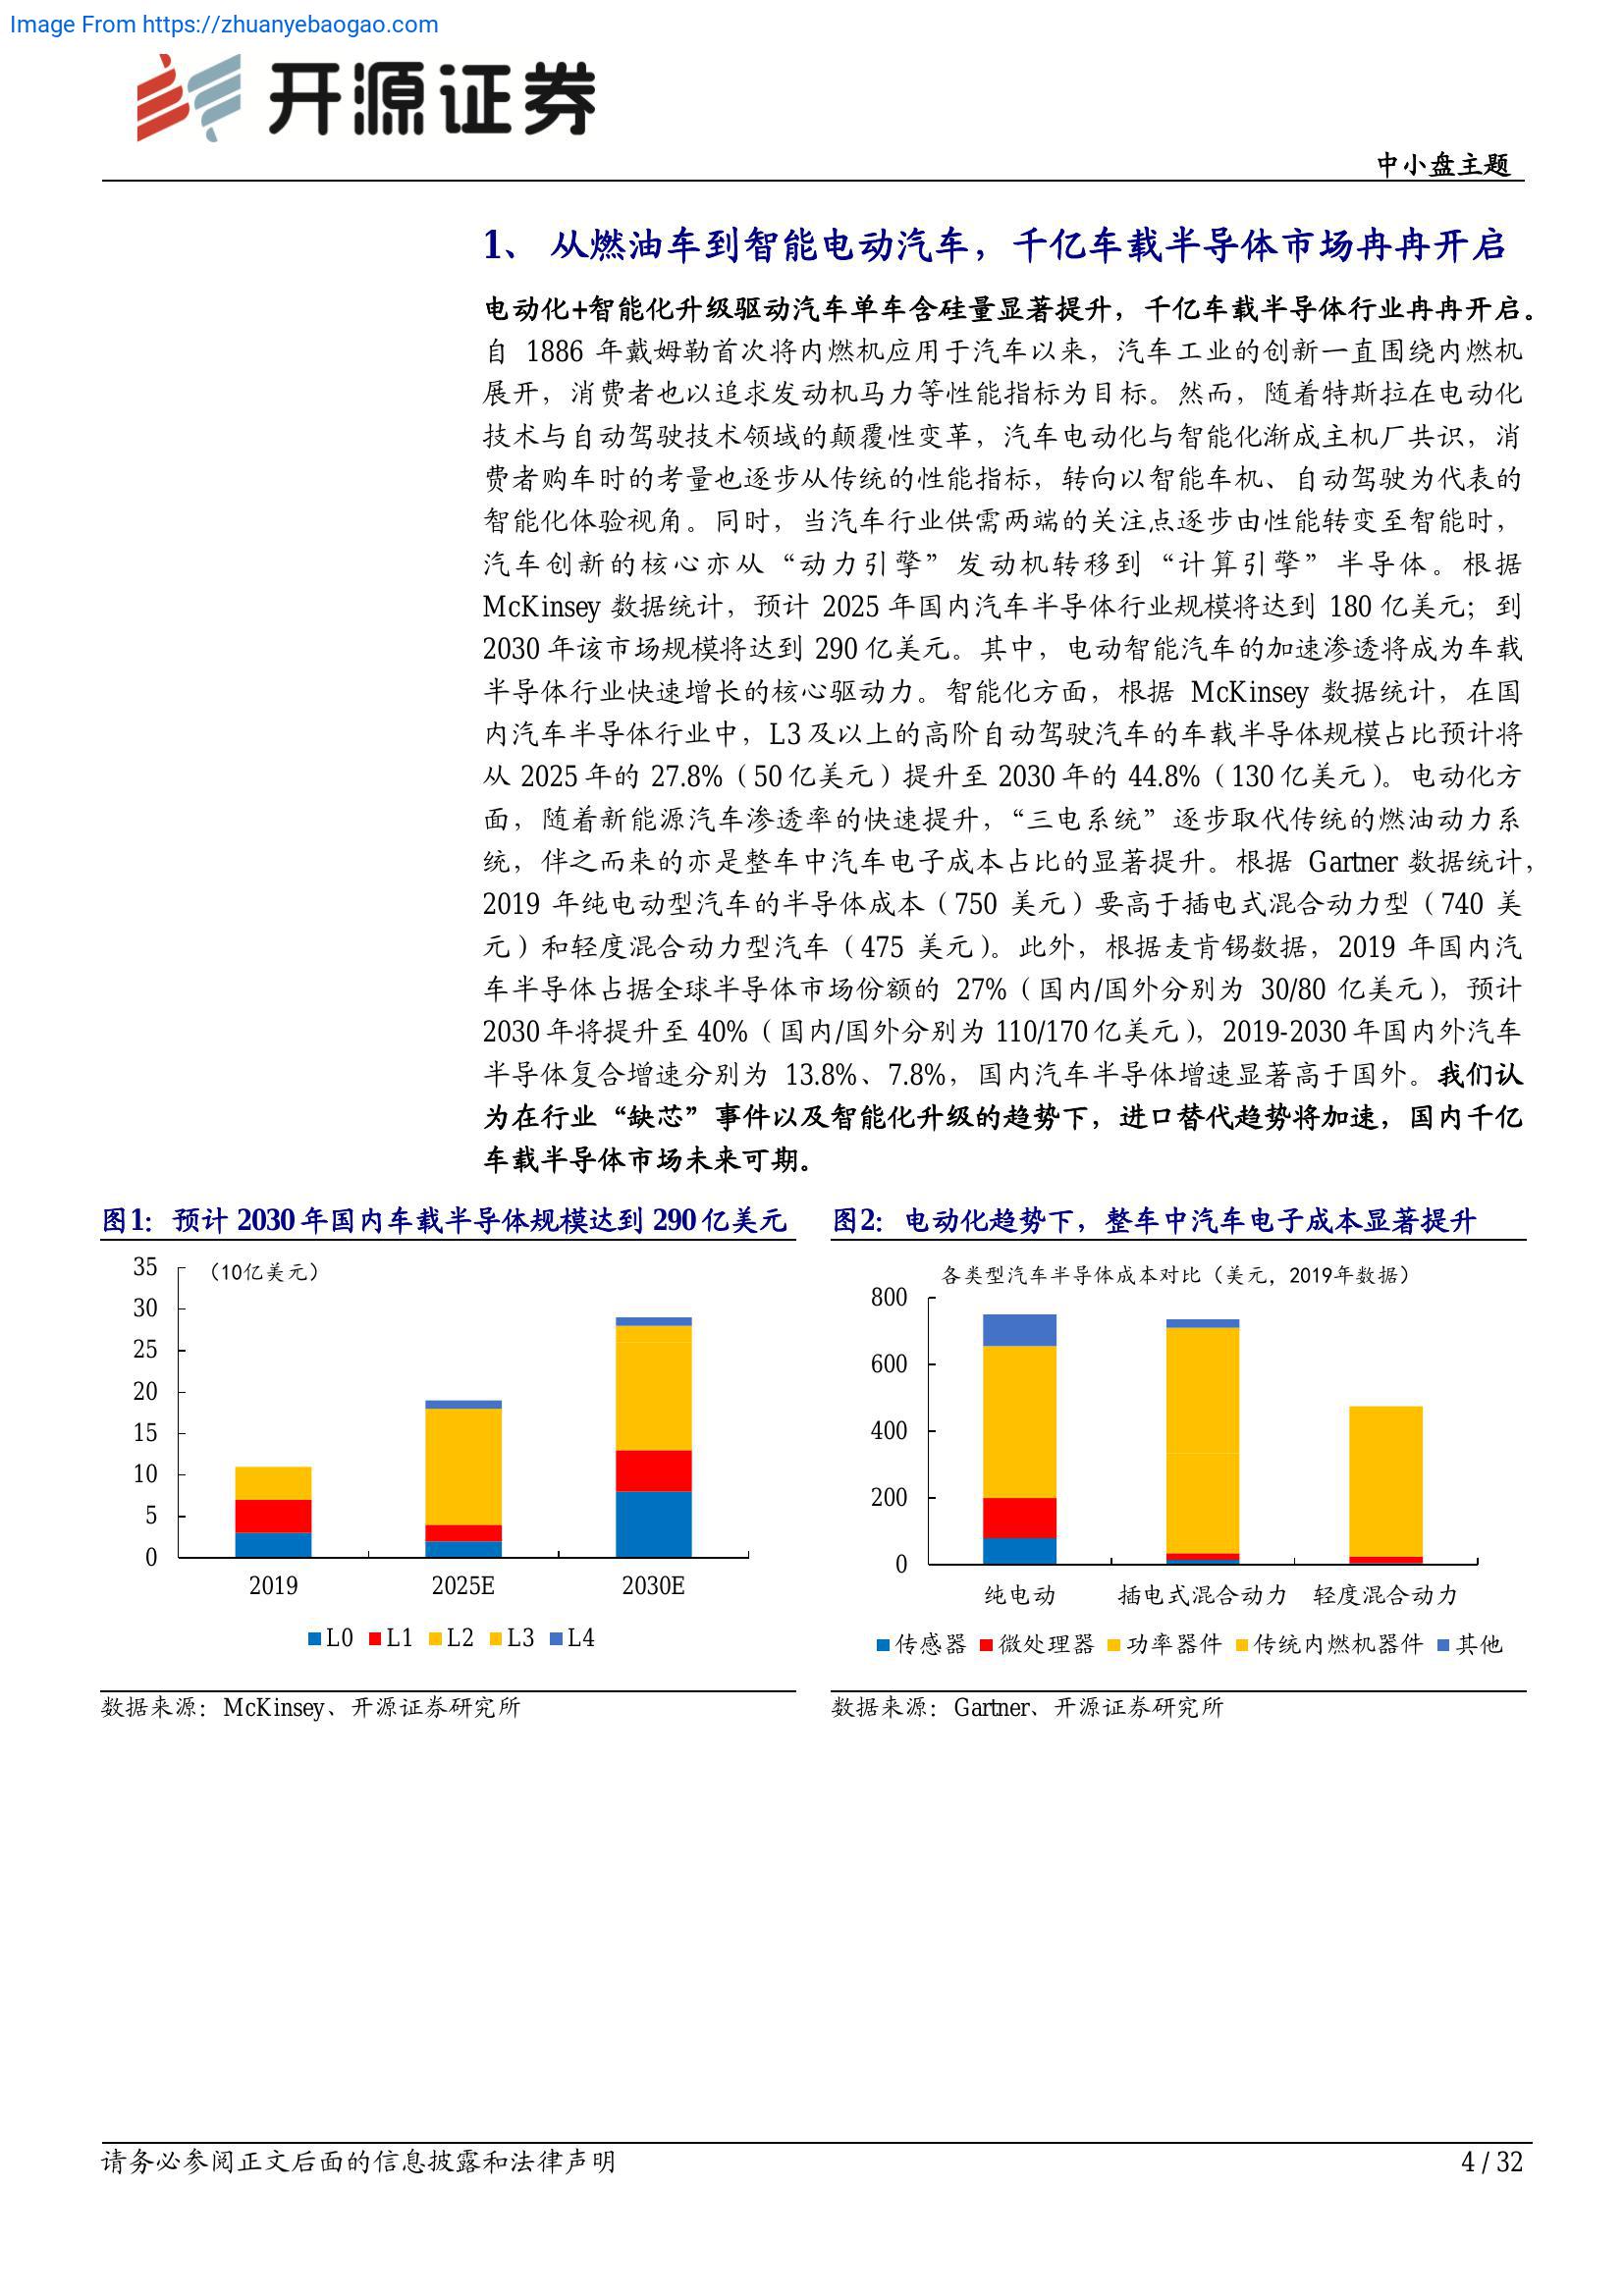 Image From https://zhuanyebaogao.com
开源证券
中小盘主题
1、 从燃油车到智能电动汽车，千亿车载半导体市场冉冉开启
电动化+智能化升级驱动汽车单车含硅量显著提升，千亿车载半导体行业冉冉开启。
自 1886 年戴姆勒首次将内燃机应用于汽车以来，汽车工业的创新一直围绕内燃机
展开，消费者也以追求发动机马力等性能指标为目标。然而，随着特斯拉在电动化
技术与自动驾驶技术领域的颠覆性变革，汽车电动化与智能化渐成主机厂共识，消
费者购车时的考量也逐步从传统的性能指标，转向以智能车机、自动驾驶为代表的
智能化体验视角。同时，当汽车行业供需两端的关注点逐步由性能转变至智能时，
汽车创新的核心亦从“动力引擎”发动机转移到“计算引擎”半导体。根据
McKinsey 数据统计，预计 2025 年国内汽车半导体行业规模将达到 180 亿美元；到
2030 年该市场规模将达到 290 亿美元。其中，电动智能汽车的加速渗透将成为车载
半导体行业快速增长的核心驱动力。智能化方面，根据 McKinsey 数据统计，在国
内汽车半导体行业中，L3 及以上的高阶自动驾驶汽车的车载半导体规模占比预计将
从 2025 年的 27.8%（50 亿美元）提升至 2030 年的 44.8%（130 亿美元）。电动化方
面，随着新能源汽车渗透率的快速提升，“三电系统”逐步取代传统的燃油动力系
统，伴之而来的亦是整车中汽车电子成本占比的显著提升。根据 Gartner 数据统计，
2019 年纯电动型汽车的半导体成本（750 美元）要高于插电式混合动力型（740 美
元）和轻度混合动力型汽车（475 美元）。此外，根据麦肯锡数据，2019 年国内汽
车半导体占据全球半导体市场份额的 27%（国内/国外分别为 30/80 亿美元），预计
2030 年将提升至 40%（国内/国外分别为 110/170 亿美元），2019-2030 年国内外汽车
半导体复合增速分别为 13.8%、7.8%，国内汽车半导体增速显著高于国外。我们认
为在行业“缺芯”事件以及智能化升级的趋势下，进口替代趋势将加速，国内千亿
车载半导体市场未来可期。
图1：预计 2030 年国内车载半导体规模达到 290 亿美元
（10亿美元）
35
30
25
20
15
10
5
0
2019 2025E 2030E
L0 L1 L2 L3 L4
数据来源：McKinsey、开源证券研究所
图2：电动化趋势下，整车中汽车电子成本显著提升
各类型汽车半导体成本对比（美元，2019年数据）
800
600
400
200
0
纯电动 插电式混合动力 轻度混合动力
传感器 微处理器 功率器件 传统内燃机器件 其他
数据来源：Gartner、开源证券研究所
请务必参阅正文后面的信息披露和法律声明
4 / 32